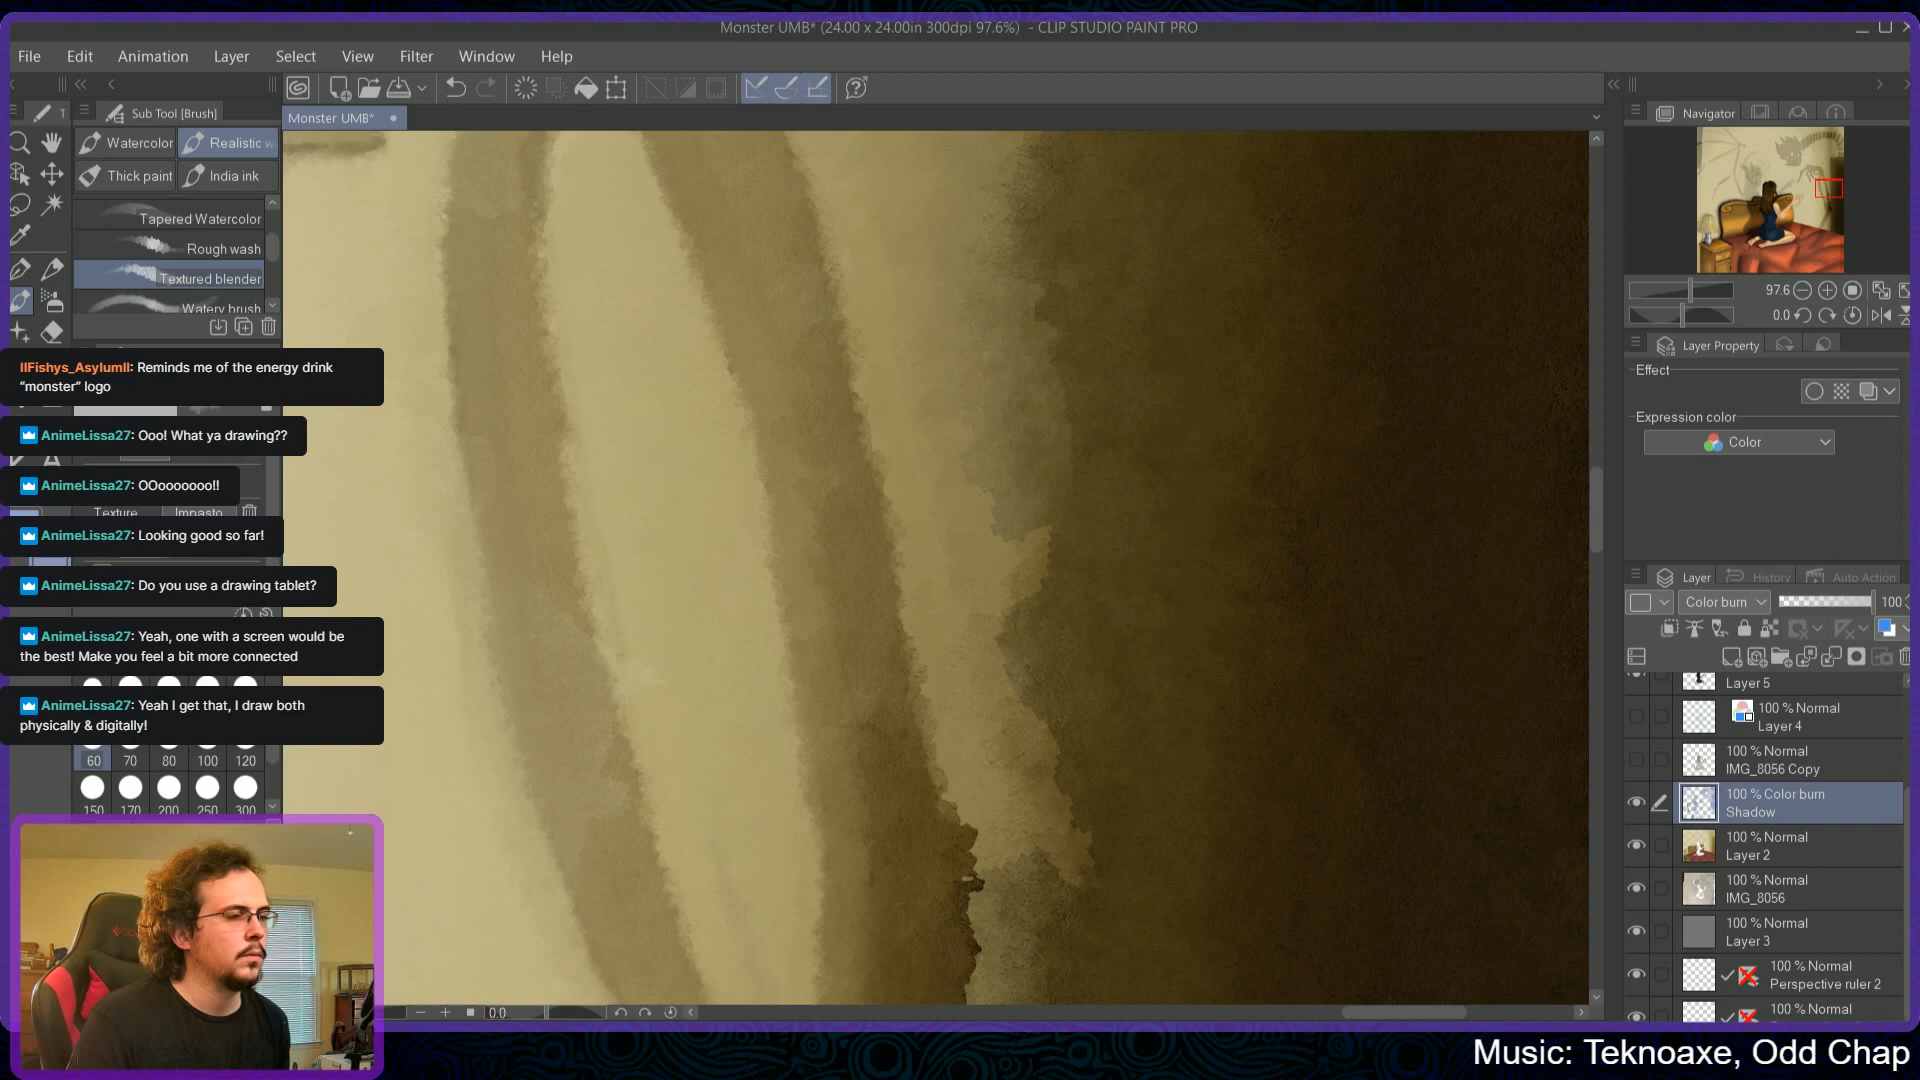 Monster UMB* (24.00 x 24.00in 300dpi 97.6%) - CLIP STUDIO PAINT PRO
File Edit Animation Layer Select View Filter Window Help
Sub Tool [Brush]
Monster UMB*
Navigator
Watercolor
Realistic w
Thick paint
India ink
Tapered Watercolor
Rough wash
Textured blender
Watery brush
97.6
0.0
Layer Property
Effect
Expression color
Color
IIFishys_AsylumII: Reminds me of the energy drink
“monster” logo
AnimeLissa27: Ooo! What ya drawing??
AnimeLissa27: OOooooooo!!
Texture Impasto
AnimeLissa27: Looking good so far!
AnimeLissa27: Do you use a drawing tablet?
AnimeLissa27: Yeah, one with a screen would be
the best! Make you feel a bit more connected
AnimeLissa27: Yeah I get that, I draw both
physically & digitally!
60 70 80 100 120
150 170 200 250 300
Layer History Auto Action
Color burn 100
Layer 5
100 % Normal
Layer 4
100 % Normal
IMG_8056 Copy
100 % Color burn
Shadow
100 % Normal
Layer 2
100 % Normal
IMG_8056
100 % Normal
Layer 3
100 % Normal
Perspective ruler 2
100 % Normal
0.0
Music: Teknoaxe, Odd Chap